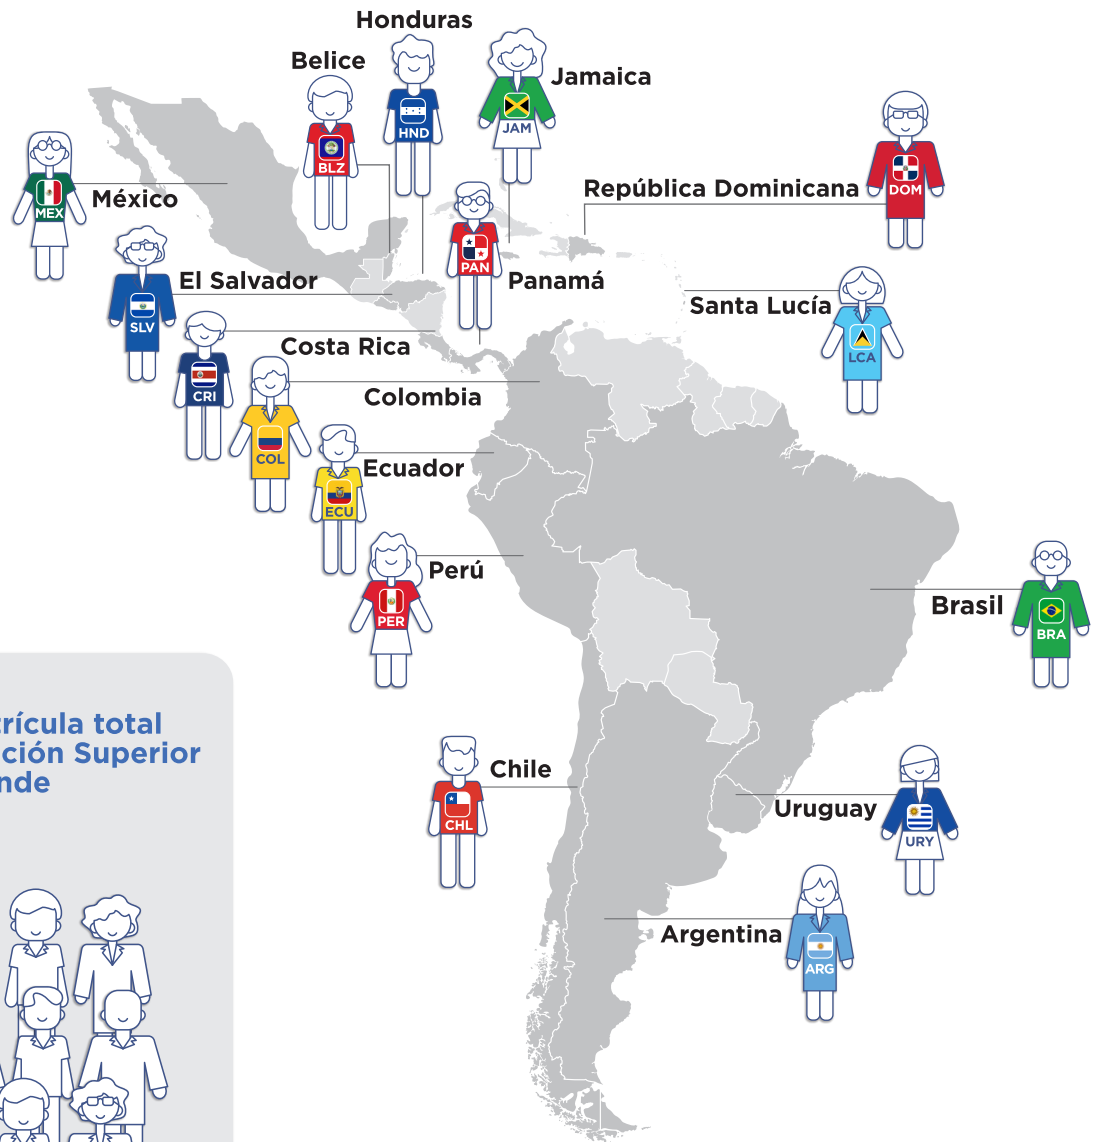 Honduras
Belice
Jamaica
HND
JAM
BLZ
República Dominicana
DOM
México
MEX
PAN
Panamá
El Salvador
SLV
Santa Lucía
LCA
Costa Rica
CRI
Colombia
COL
Ecuador
ECU
Perú
PER
Brasil
BRA
trícula total
ción Superior
nde
Chile
CHL
Uruguay
URY
Argentina
ARG